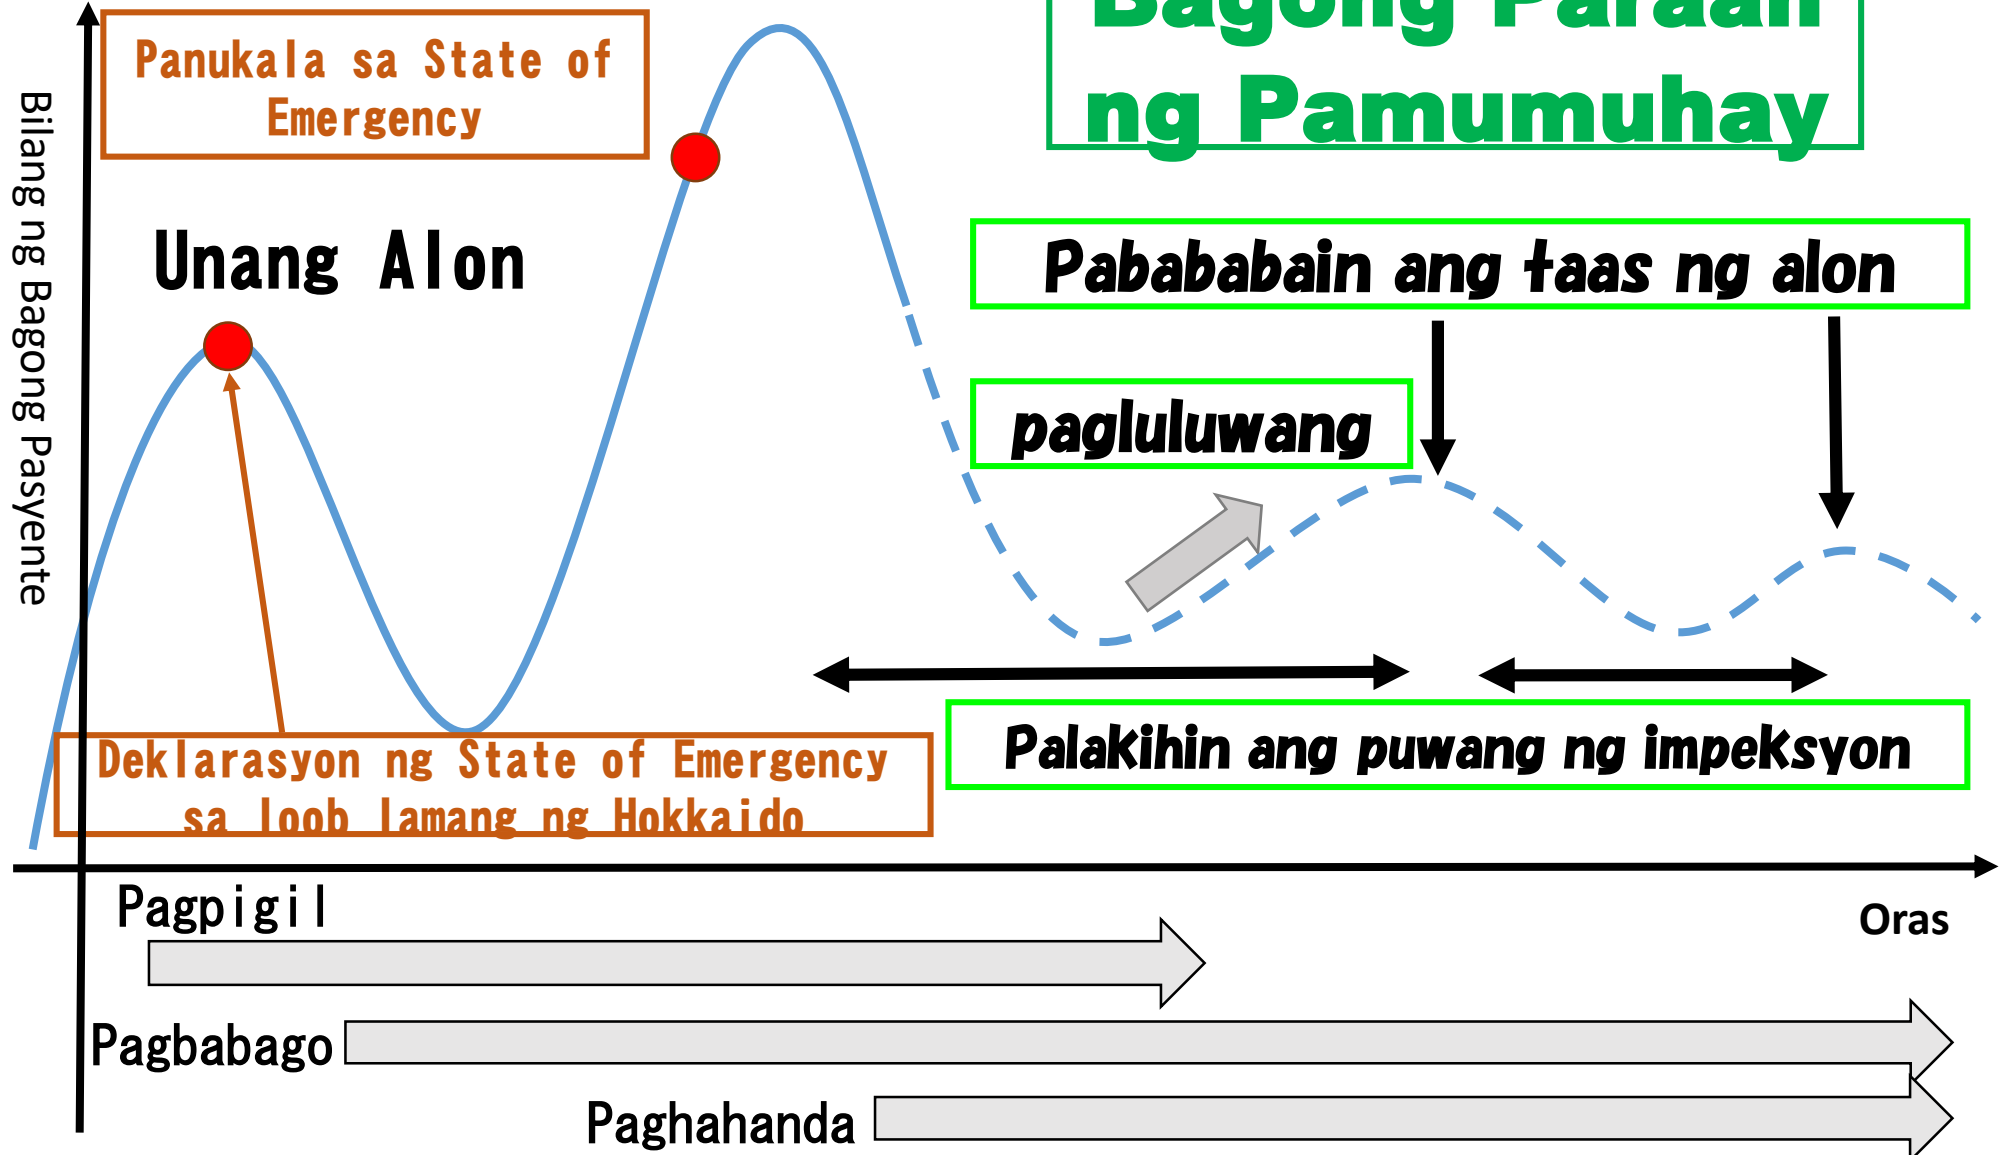 Bagong Paraan
ng Pamumuhay
Panukala sa State of
Emergency
Bilang ng Bagong Pasyente
Unang Alon
Pabababain ang taas ng alon
pagluluwang
Palakihin ang puwang ng impeksyon
Deklarasyon ng State of Emergency
sa loob lamang ng Hokkaido
Pagpigil
Oras
Pagbabago
Paghahanda